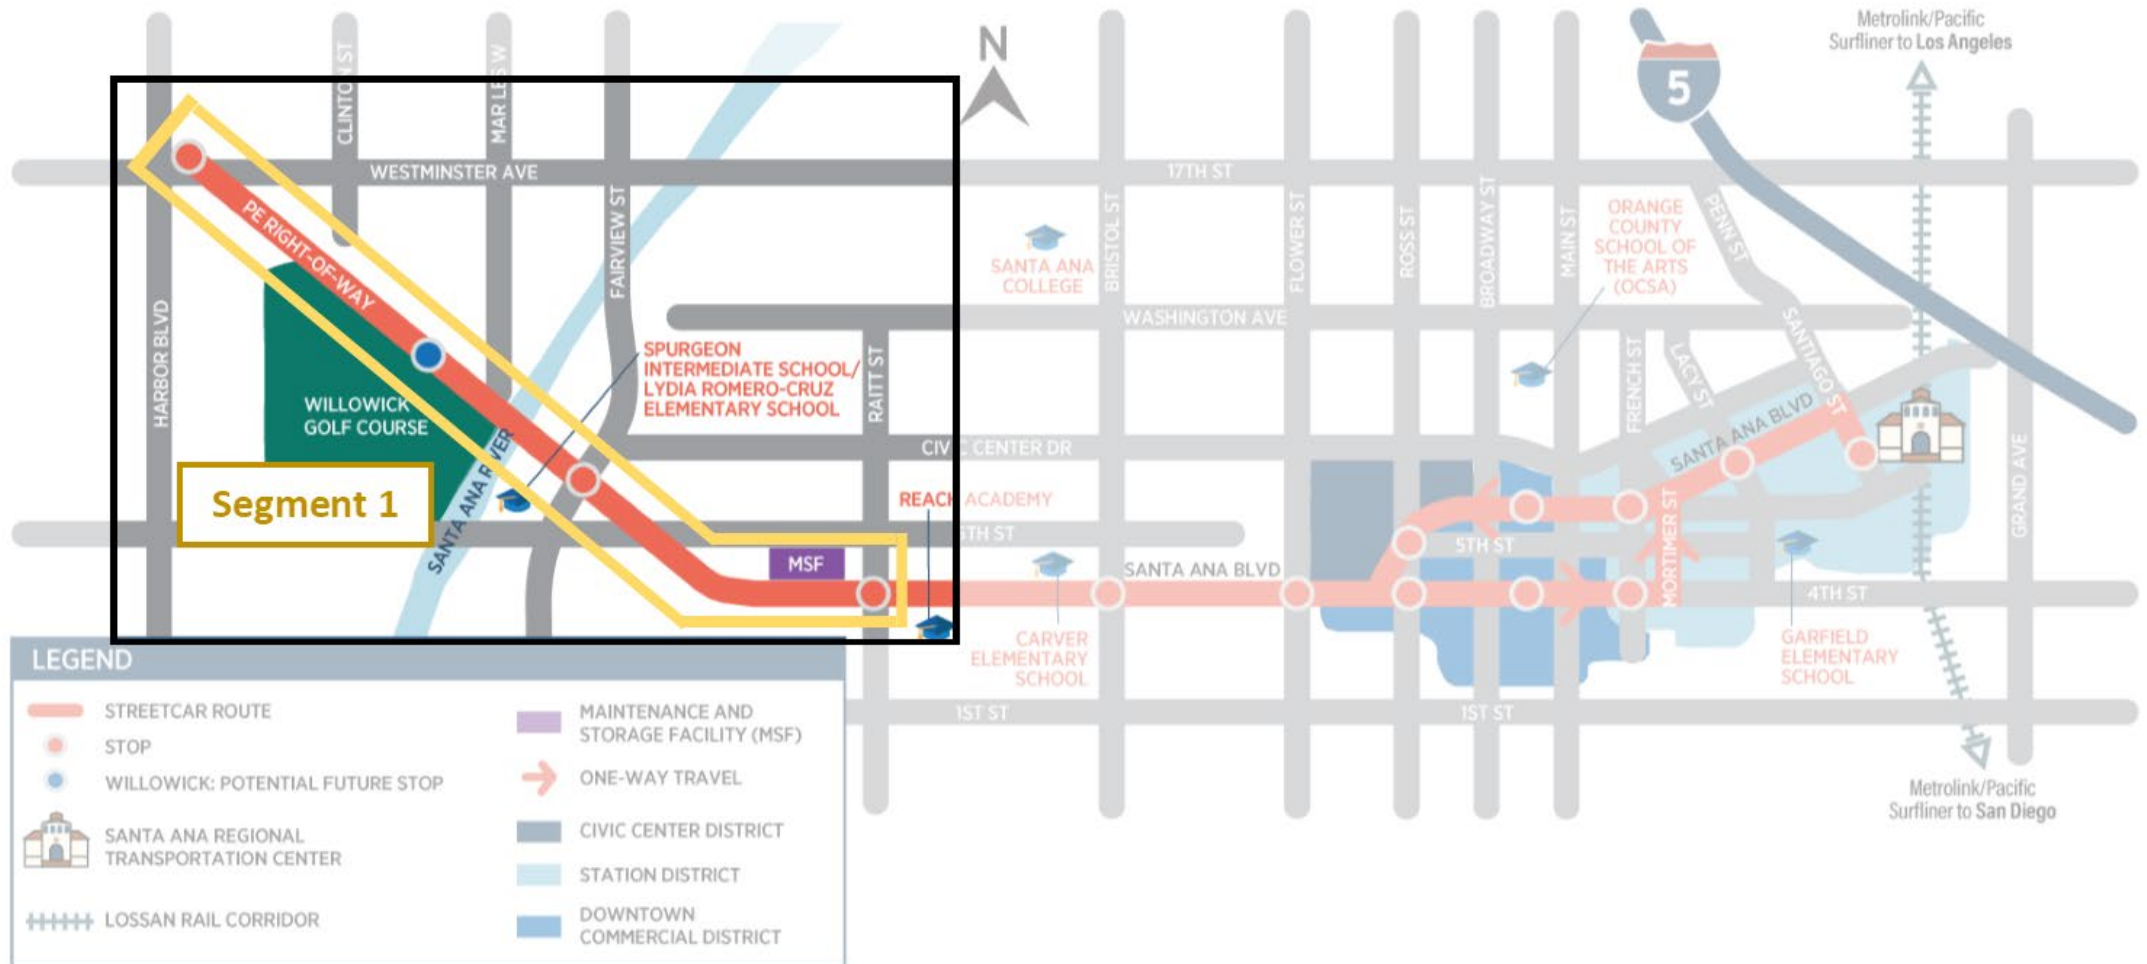 Metrolink/Pacific
Surfliner to Los Angeles
N
5
CLINTON ST
WESTMINSTER AVE
17TH ST
PE RIGHT-OF-WAY
HARBOR BLVD
FAIRVIEW ST
SANTA ANA
COLLEGE
BRISTOL ST
FLOWER ST
ROSS ST
BROADWAY ST
MAIN ST
ORANGE
COUNTY
SCHOOL OF
THE ARTS
(OCSA)
PENN ST
WASHINGTON AVE
SPURGEON
INTERMEDIATE SCHOOL/
LYDIA ROMERO-CRUZ
ELEMENTARY SCHOOL
RAITT ST
FRENCH ST
LACY ST
SANTIAGO ST
WILLOWICK
GOLF COURSE
SANTA ANA RIVER
CIVIC CENTER DR
SANTA ANA BLVD
GRAND AVE
Segment 1
REACH ACADEMY
5TH ST
MORTIMER ST
MSF
SANTA ANA BLVD
4TH ST
CARVER
ELEMENTARY
SCHOOL
GARFIELD
ELEMENTARY
SCHOOL
1ST ST
1ST ST
Metrolink/Pacific
Surfliner to San Diego
LEGEND
STREETCAR ROUTE
STOP
WILLOWICK: POTENTIAL FUTURE STOP
SANTA ANA REGIONAL
TRANSPORTATION CENTER
LOSSAN RAIL CORRIDOR
MAINTENANCE AND
STORAGE FACILITY (MSF)
ONE-WAY TRAVEL
CIVIC CENTER DISTRICT
STATION DISTRICT
DOWNTOWN
COMMERCIAL DISTRICT